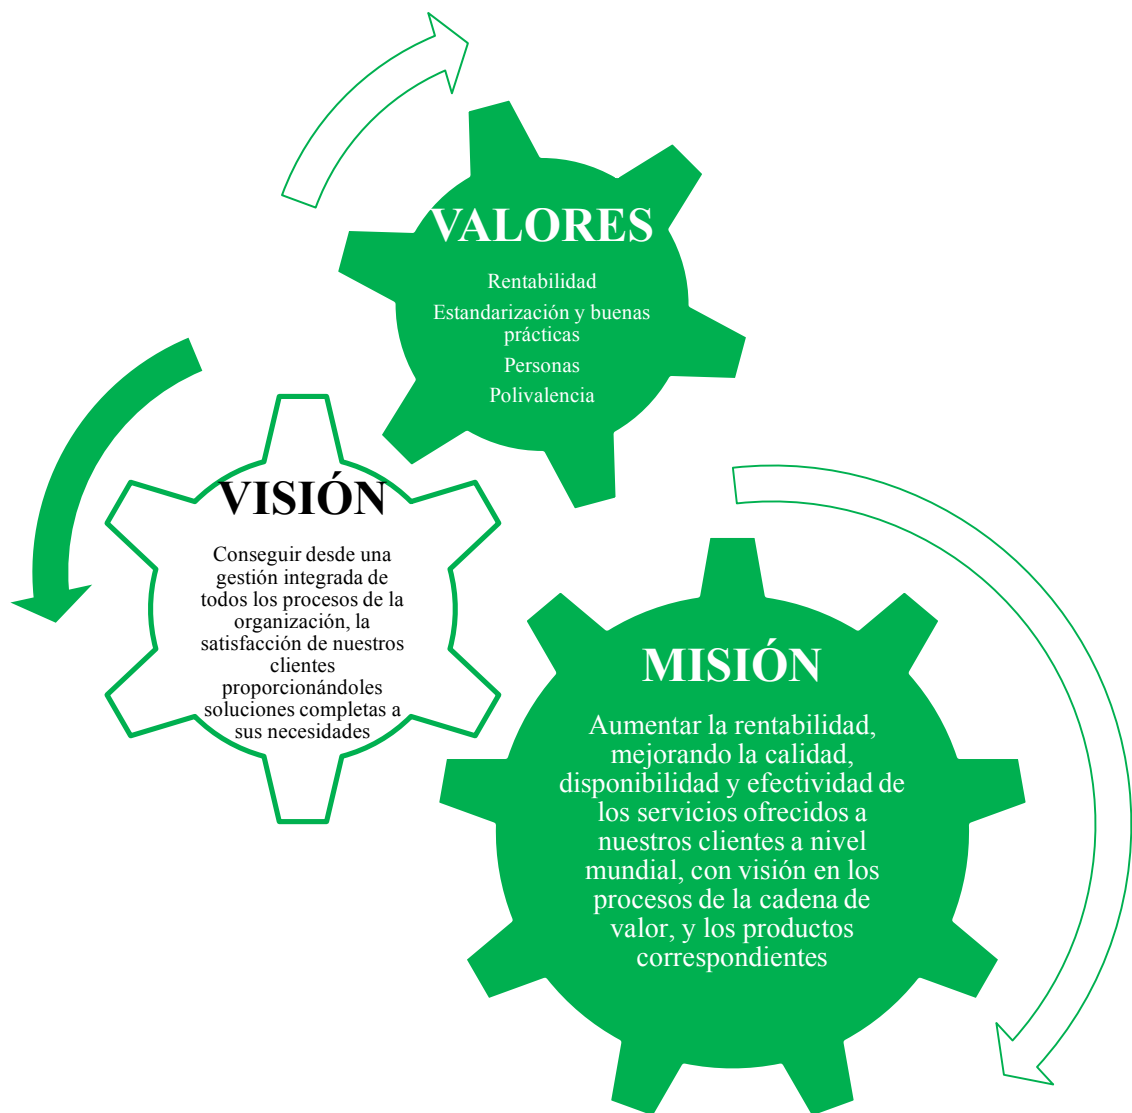 VALORES
Rentabilidad
Estandarización y buenas
prácticas
Personas
Polivalencia
VISIÓN
Conseguir desde una
gestión integrada de
todos los procesos de la
organización, la
satisfacción de nuestros
clientes
proporcionándoles
soluciones completas a
sus necesidades
MISIÓN
Aumentar la rentabilidad,
mejorando la calidad,
disponibilidad y efectividad de
los servicios ofrecidos a
nuestros clientes a nivel
mundial, con visión en los
procesos de la cadena de
valor, y los productos
correspondientes